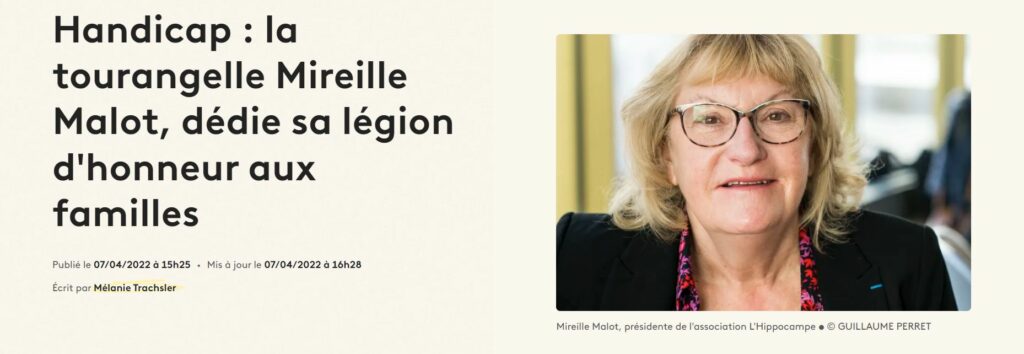 Handicap : la
tourangelle Mireille
Malot, dédie sa légion
d'honneur aux
familles
Publié le 07/04/2022 à 15h25 • Mis à jour le 07/04/2022 à 16h28
Écrit par Mélanie Trachsler
Mireille Malot, présidente de l'association L'Hippocampe ● © GUILLAUME PERRET